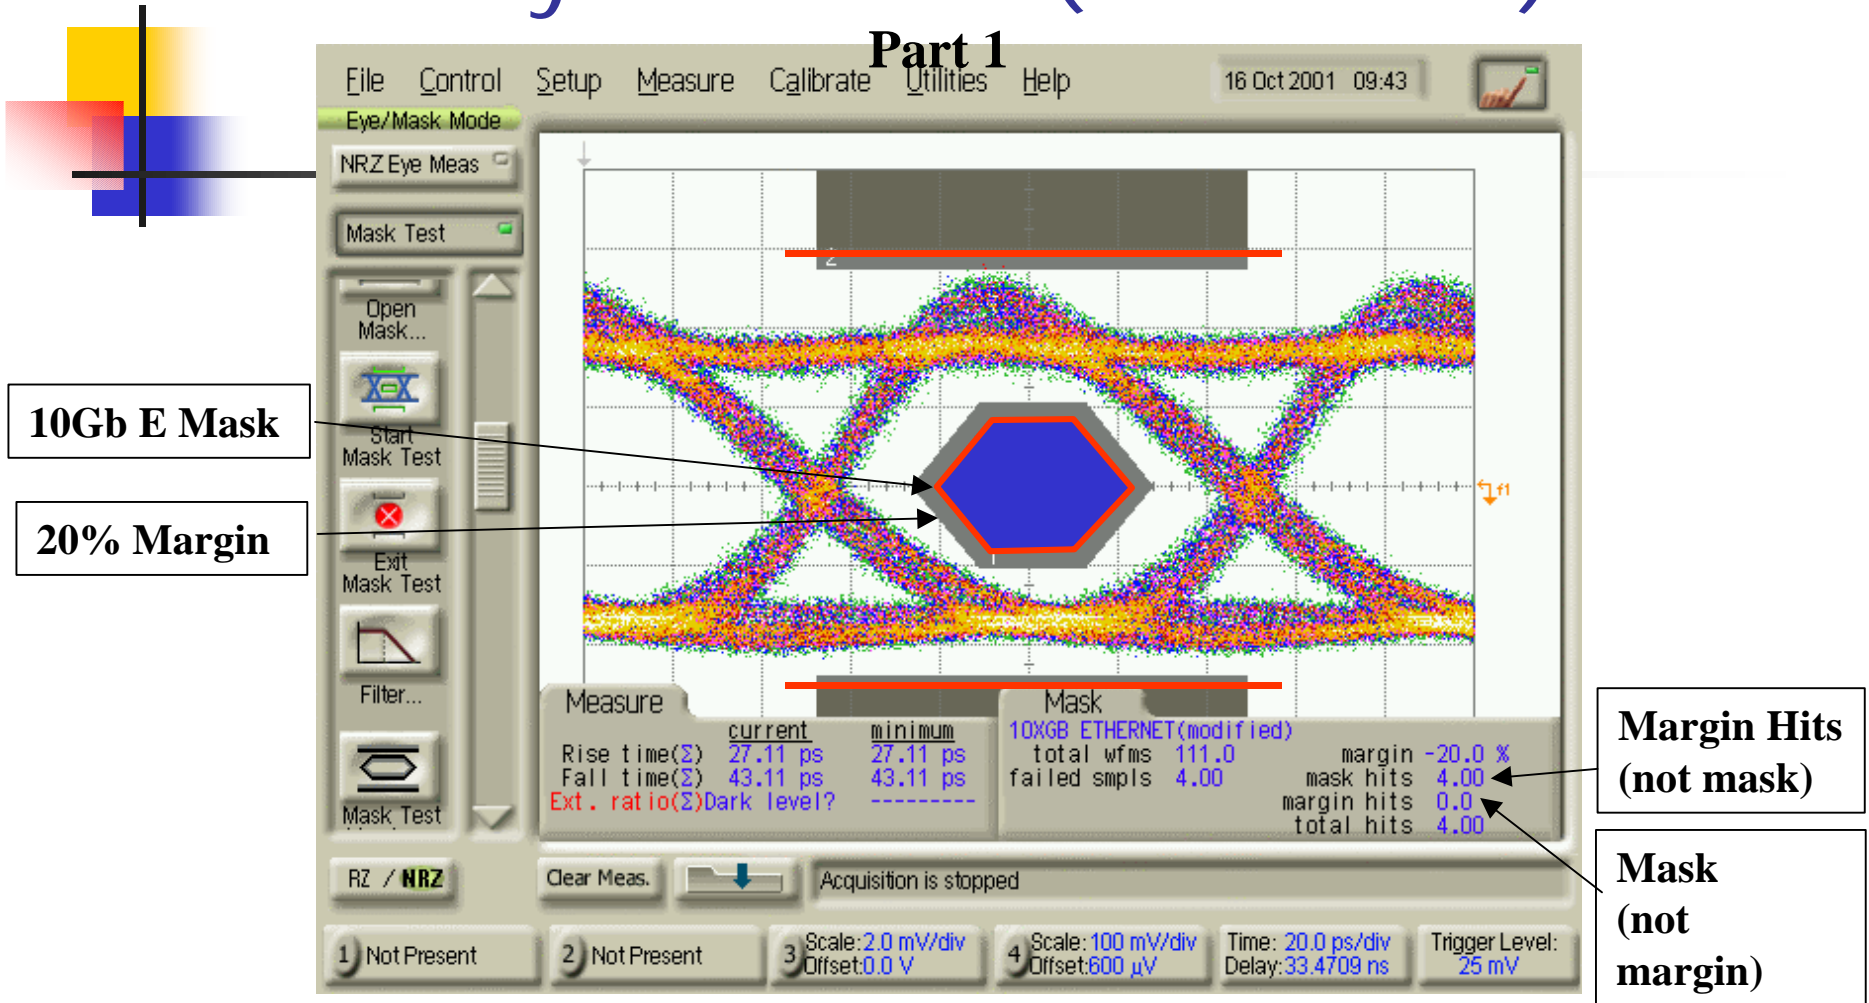 Part 1
File Control Setup Measure Calibrate Utilities Help 16 Oct 2001 09:43
Eye/Mask Mode
NRZ Eye Meas
Mask Test
2
Open
Mask...
10Gb E Mask
Start
Mask Test
20% Margin
Exit
Mask Test
f1
1
Filter...
Mask Test
Measure
current minimum
Rise time(Σ) 27.11 ps 27.11 ps
Fall time(Σ) 43.11 ps 43.11 ps
Ext. ratio(Σ)Dark level? ---------
Mask
10XGB ETHERNET(modified)
total wfms 111.0 margin -20.0 %
failed smpls 4.00 mask hits 4.00
margin hits 0.0
total hits 4.00
Margin Hits
(not mask)
Mask
(not
margin)
RZ / NRZ
Clear Meas.
Acquisition is stopped
1 Not Present
2 Not Present
3 Scale:2.0 mV/div
Offset:0.0 V
4 Scale:100 mV/div
Offset:600 µV
Time: 20.0 ps/div
Delay:33.4709 ns
Trigger Level:
25 mV